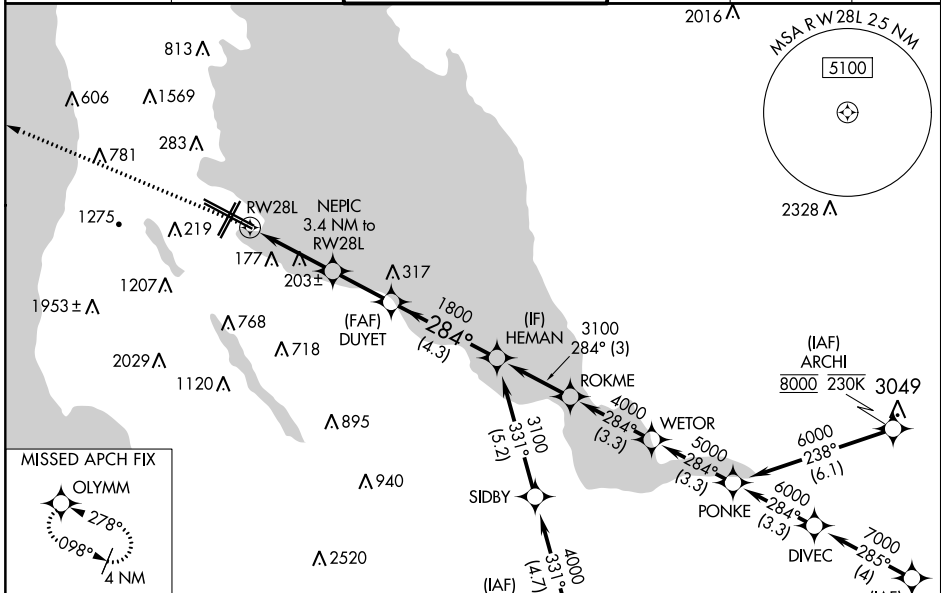 2016
MSA RW28L 25 NM
5100
813
606
1569
781
283
2328
1275
219
RW28L
NEPIC
3.4 NM to
RW28L
177
203±
317
1207
1953±
(FAF)
DUYET
1800
284°
(4.3)
(IF)
HEMAN
3100
284° (3)
768
718
2029
1120
ROKME
(IAF)
ARCHI
8000 230K
3049
4000
284°
(3.3)
WETOR
895
3100
331°
(5.2)
5000
284°
(3.3)
6000
238°
(6.1)
MISSED APCH FIX
OLYMM
278°
098°
4 NM
940
SIDBY
PONKE
6000
284°
(3.3)
DIVEC
7000
285°
(4)
2520
(IAF)
4000
331°
(4.7)